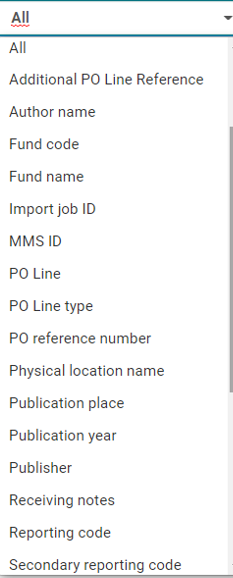 All
All
Additional PO Line Reference
Author name
Fund code
Fund name
Import job ID
MMS ID
PO Line
PO Line type
PO reference number
Physical location name
Publication place
Publication year
Publisher
Receiving notes
Reporting code
Secondary reporting code